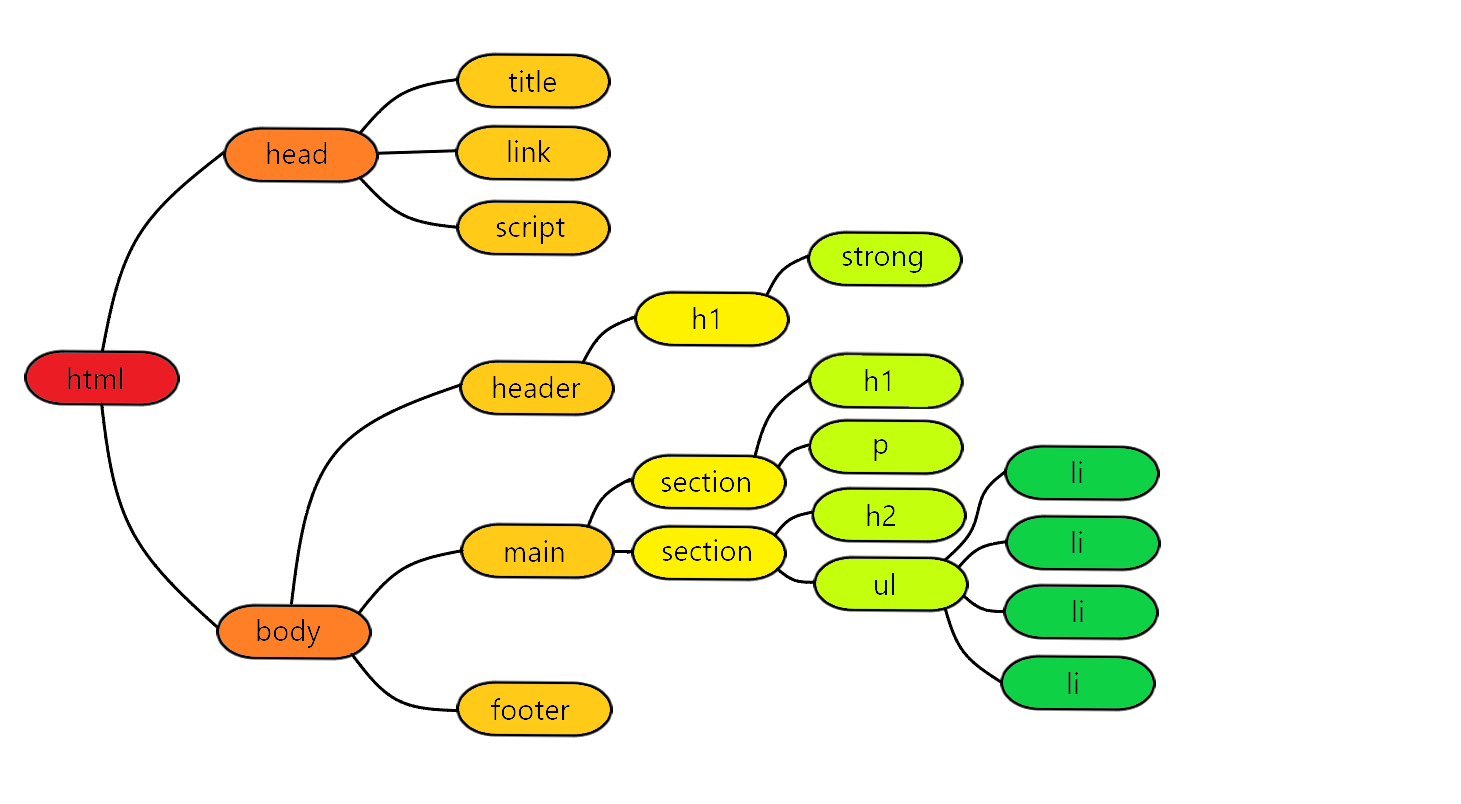 title
link
head
script
strong
h1
html
header
h1
p
section
li
h2
section
main
li
ul
li
body
li
footer